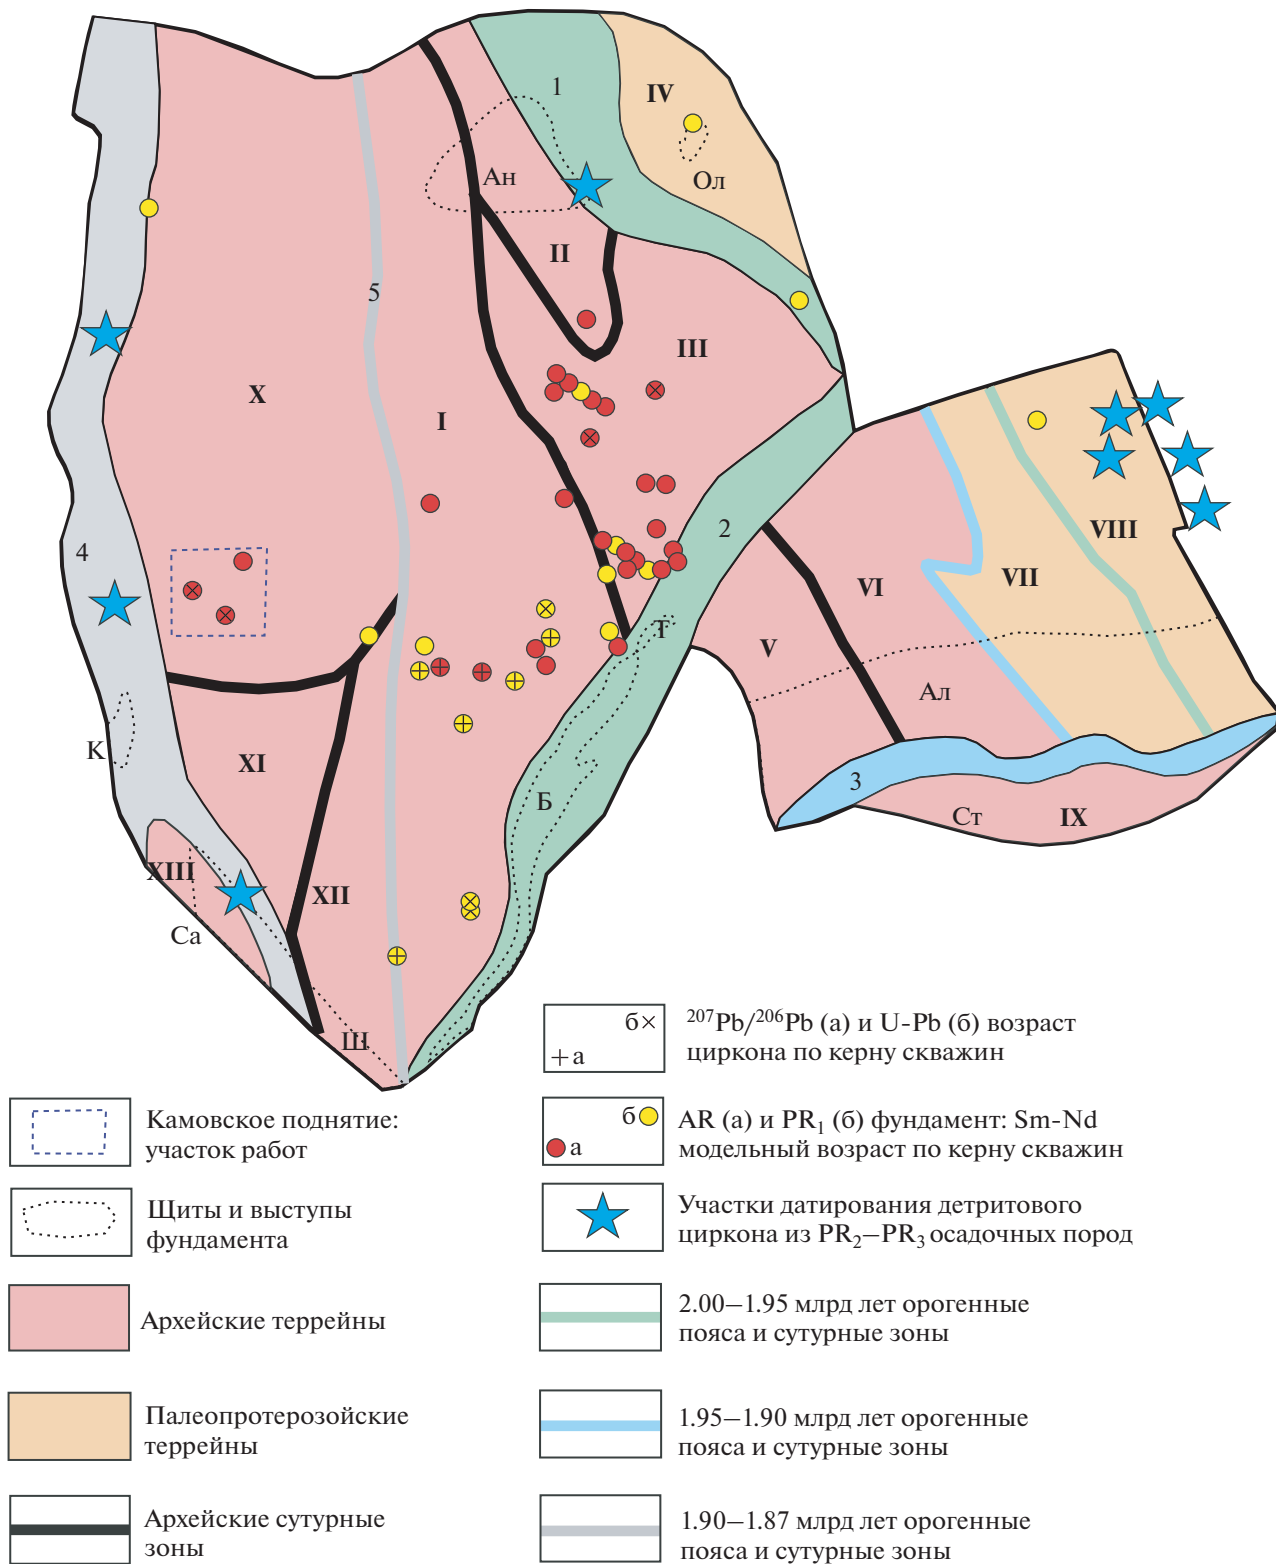 1
IV
Ан
Ол
II
5
III
X
I
2
VIII
4
VI
VII
Т
V
Ал
К
XI
Б
3
Ст
IX
XIII
XII
Са
Ш
б×
+а
²⁰⁷Pb/²⁰⁶Pb (а) и U-Pb (б) возраст
циркона по керну скважин
Камовское поднятие:
участок работ
б
а
AR (а) и PR₁ (б) фундамент: Sm-Nd
модельный возраст по керну скважин
Щиты и выступы
фундамента
Участки датирования детритового
циркона из PR₂–PR₃ осадочных пород
Архейские террейны
2.00–1.95 млрд лет орогенные
пояса и сутурные зоны
Палеопротерозойские
террейны
1.95–1.90 млрд лет орогенные
пояса и сутурные зоны
Архейские сутурные
зоны
1.90–1.87 млрд лет орогенные
пояса и сутурные зоны